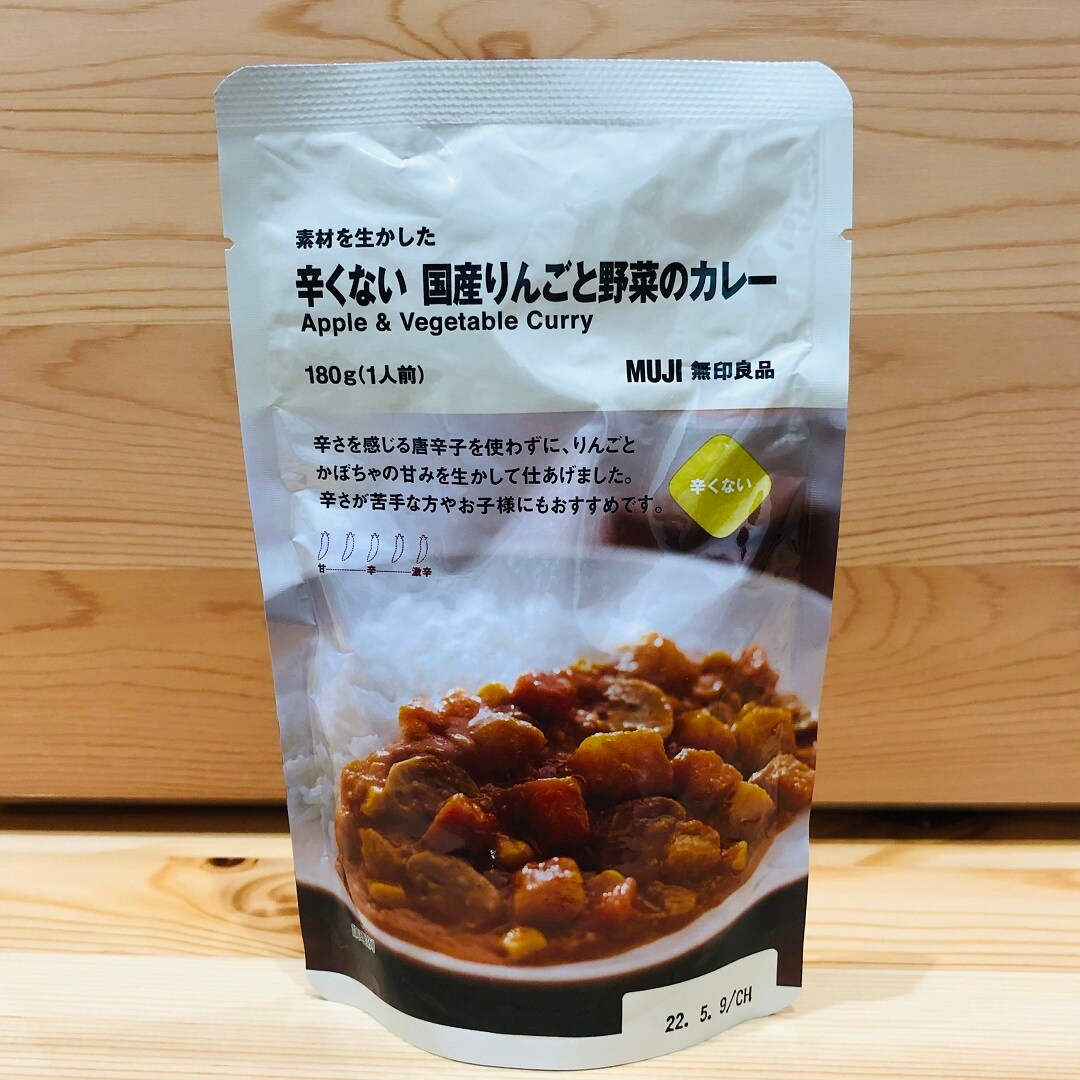 素材を生かした
辛くない 国産りんごと野菜のカレー
Apple & Vegetable Curry
180g(1人前) MUJI 無印良品
辛さを感じる唐辛子を使わずに、りんごと
かぼちゃの甘みを生かして仕あげました。
辛さが苦手な方やお子様にもおすすめです。
辛くない
甘 辛 激辛
調理例
22. 5. 9/CH